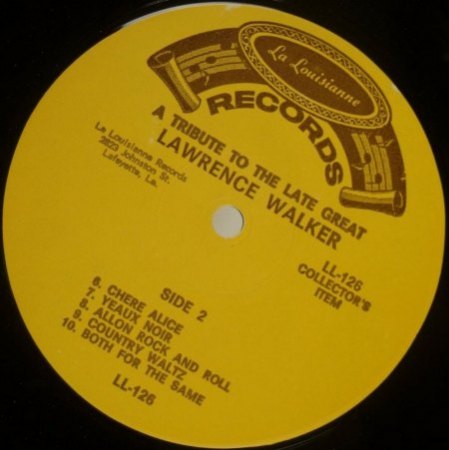 La Louisianne
RECORDS
A TRIBUTE TO THE LATE GREAT
LAWRENCE WALKER
La Louisianne Records
2823 Johnston St.
Lafayette, La.
LL-126
COLLECTOR'S
ITEM
SIDE 2
6. CHERE ALICE
7. YEAUX NOIR
8. ALLON ROCK AND ROLL
9. COUNTRY WALTZ
10. BOTH FOR THE SAME
LL-126